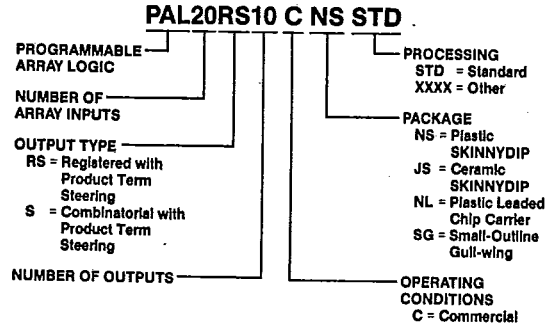 PAL20RS10 C NS STD
PROGRAMMABLE
ARRAY LOGIC
NUMBER OF
ARRAY INPUTS
OUTPUT TYPE
RS = Registered with
Product Term
Steering
S = Combinatorial with
Product Term
Steering
NUMBER OF OUTPUTS
PROCESSING
STD = Standard
XXXX = Other
PACKAGE
NS = Plastic
SKINNYDIP
JS = Ceramic
SKINNYDIP
NL = Plastic Leaded
Chip Carrier
SG = Small-Outline
Gull-wing
OPERATING
CONDITIONS
C = Commercial